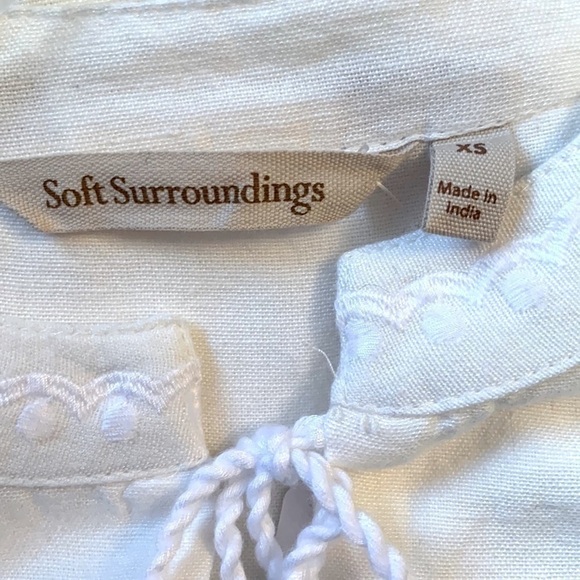 Soft Surroundings
XS
Made in
India